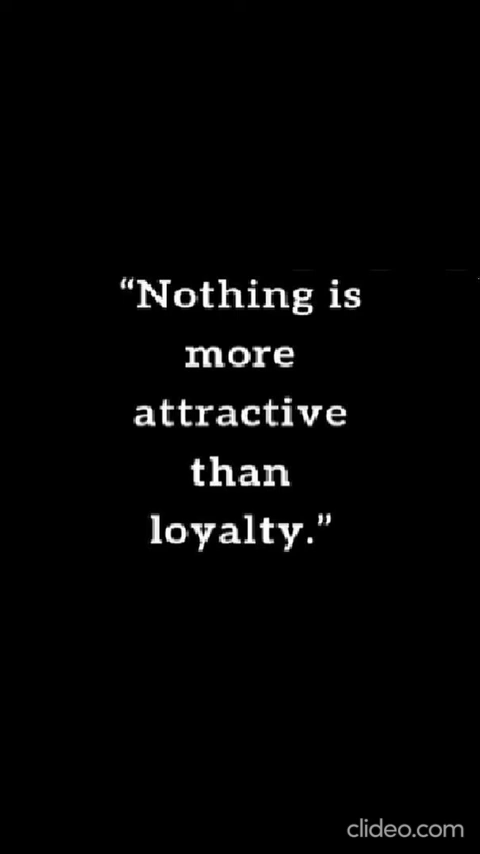 “Nothing is
more
attractive
than
loyalty.”
clideo.com